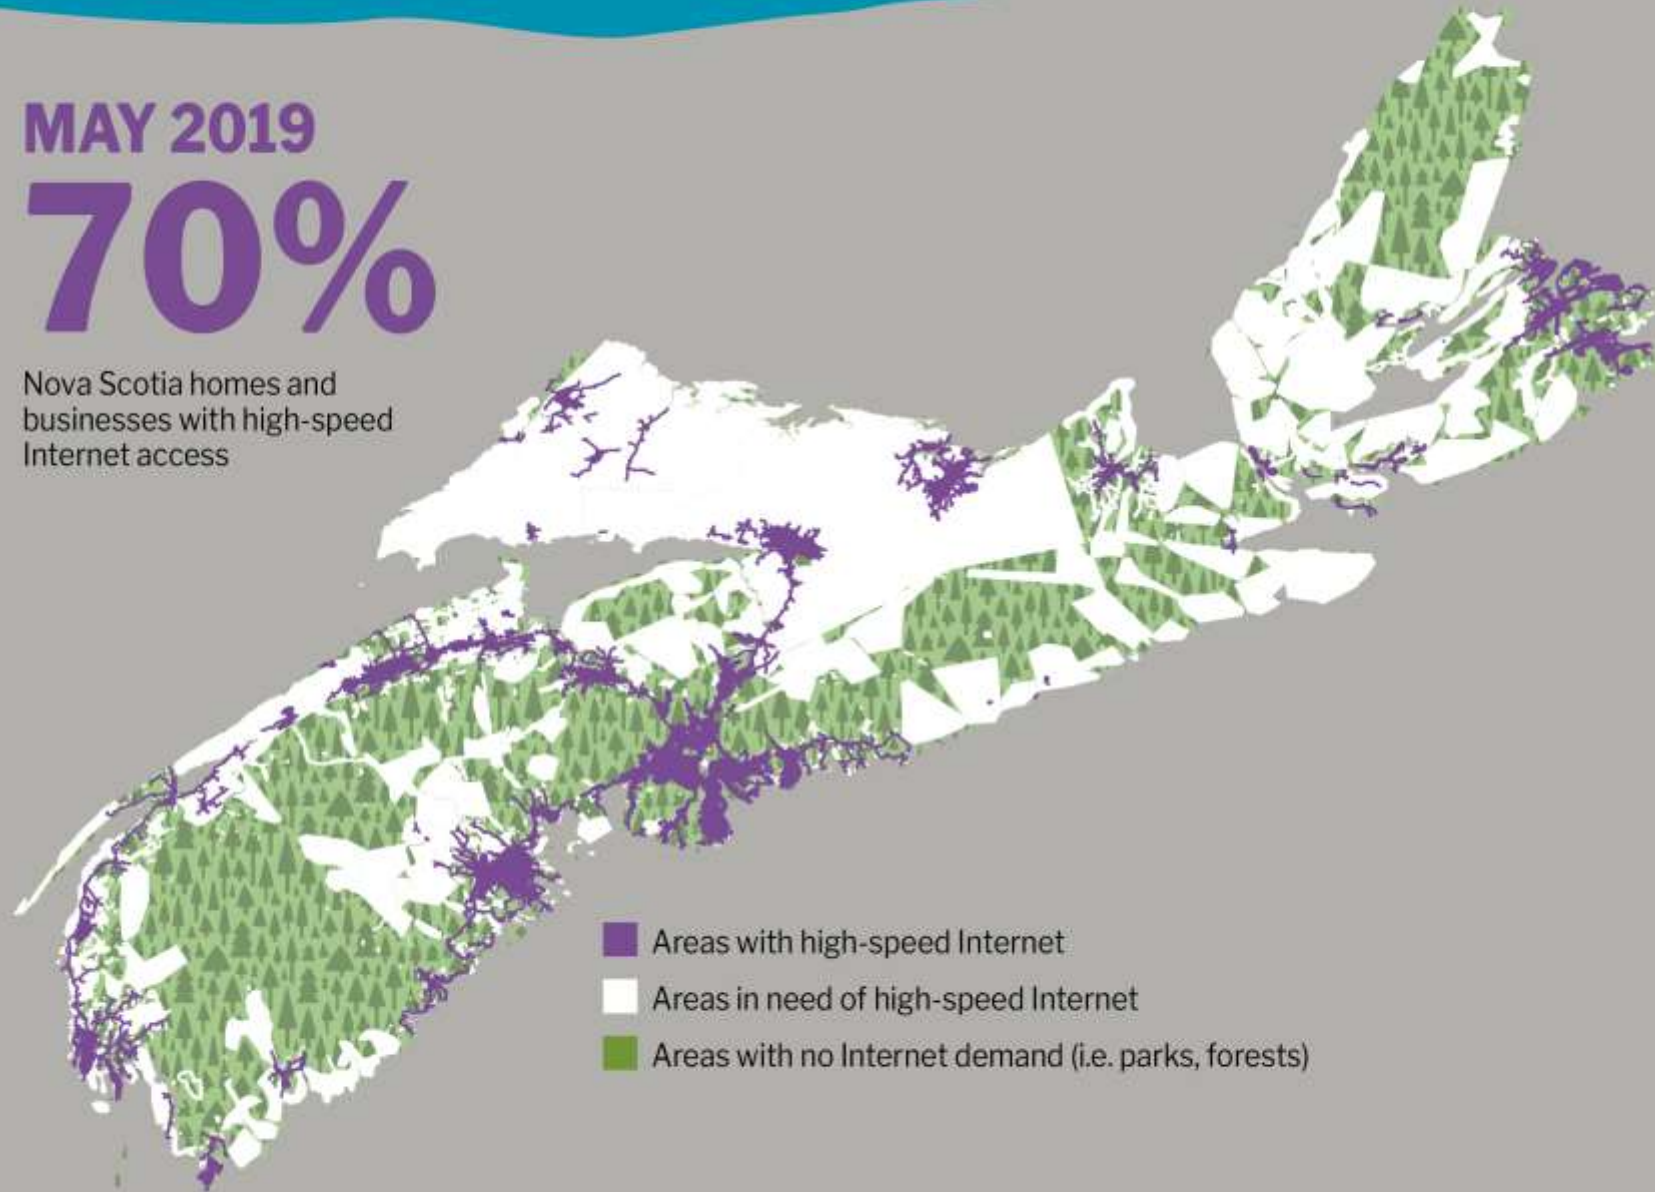 MAY 2019
70%
Nova Scotia homes and
businesses with high-speed
Internet access
Areas with high-speed Internet
Areas in need of high-speed Internet
Areas with no Internet demand (i.e. parks, forests)